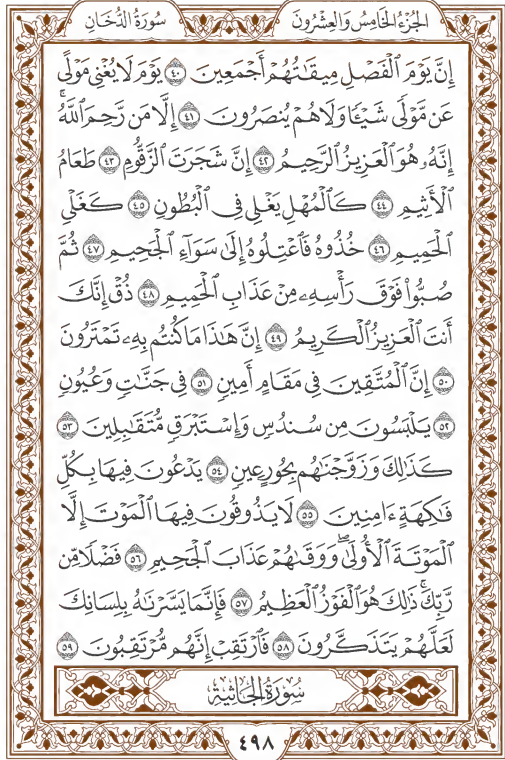 سُورَةُ الدُّخَانِ
الجُزْءُ الخَامِسُ وَالعِشْرُونَ
إِنَّ يَوْمَ ٱلْفَصْلِ مِيقَٰتُهُمْ أَجْمَعِينَ ٤٠ يَوْمَ لَا يُغْنِي مَوْلًى
عَن مَّوْلًى شَيْـًٔا وَلَا هُمْ يُنصَرُونَ ٤١ إِلَّا مَن رَّحِمَ ٱللَّهُۚ
إِنَّهُۥ هُوَ ٱلْعَزِيزُ ٱلرَّحِيمُ ٤٢ إِنَّ شَجَرَتَ ٱلزَّقُّومِ ٤٣ طَعَامُ
ٱلْأَثِيمِ ٤٤ كَٱلْمُهْلِ يَغْلِي فِي ٱلْبُطُونِ ٤٥ كَغَلْيِ
ٱلْحَمِيمِ ٤٦ خُذُوهُ فَٱعْتِلُوهُ إِلَىٰ سَوَآءِ ٱلْجَحِيمِ ٤٧ ثُمَّ
صُبُّوا۟ فَوْقَ رَأْسِهِۦ مِنْ عَذَابِ ٱلْحَمِيمِ ٤٨ ذُقْ إِنَّكَ
أَنتَ ٱلْعَزِيزُ ٱلْكَرِيمُ ٤٩ إِنَّ هَٰذَا مَا كُنتُم بِهِۦ تَمْتَرُونَ
٥٠ إِنَّ ٱلْمُتَّقِينَ فِي مَقَامٍ أَمِينٍ ٥١ فِي جَنَّٰتٍ وَعُيُونٍ
٥٢ يَلْبَسُونَ مِن سُندُسٍ وَإِسْتَبْرَقٍ مُّتَقَٰبِلِينَ ٥٣
كَذَٰلِكَ وَزَوَّجْنَٰهُم بِحُورٍ عِينٍ ٥٤ يَدْعُونَ فِيهَا بِكُلِّ
فَٰكِهَةٍ ءَامِنِينَ ٥٥ لَا يَذُوقُونَ فِيهَا ٱلْمَوْتَ إِلَّا
ٱلْمَوْتَةَ ٱلْأُولَىٰۖ وَوَقَىٰهُمْ عَذَابَ ٱلْجَحِيمِ ٥٦ فَضْلًا مِّن
رَّبِّكَۚ ذَٰلِكَ هُوَ ٱلْفَوْزُ ٱلْعَظِيمُ ٥٧ فَإِنَّمَا يَسَّرْنَٰهُ بِلِسَانِكَ
لَعَلَّهُمْ يَتَذَكَّرُونَ ٥٨ فَٱرْتَقِبْ إِنَّهُم مُّرْتَقِبُونَ ٥٩
سُورَةُ الجَاثِيَةِ
٤٩٨